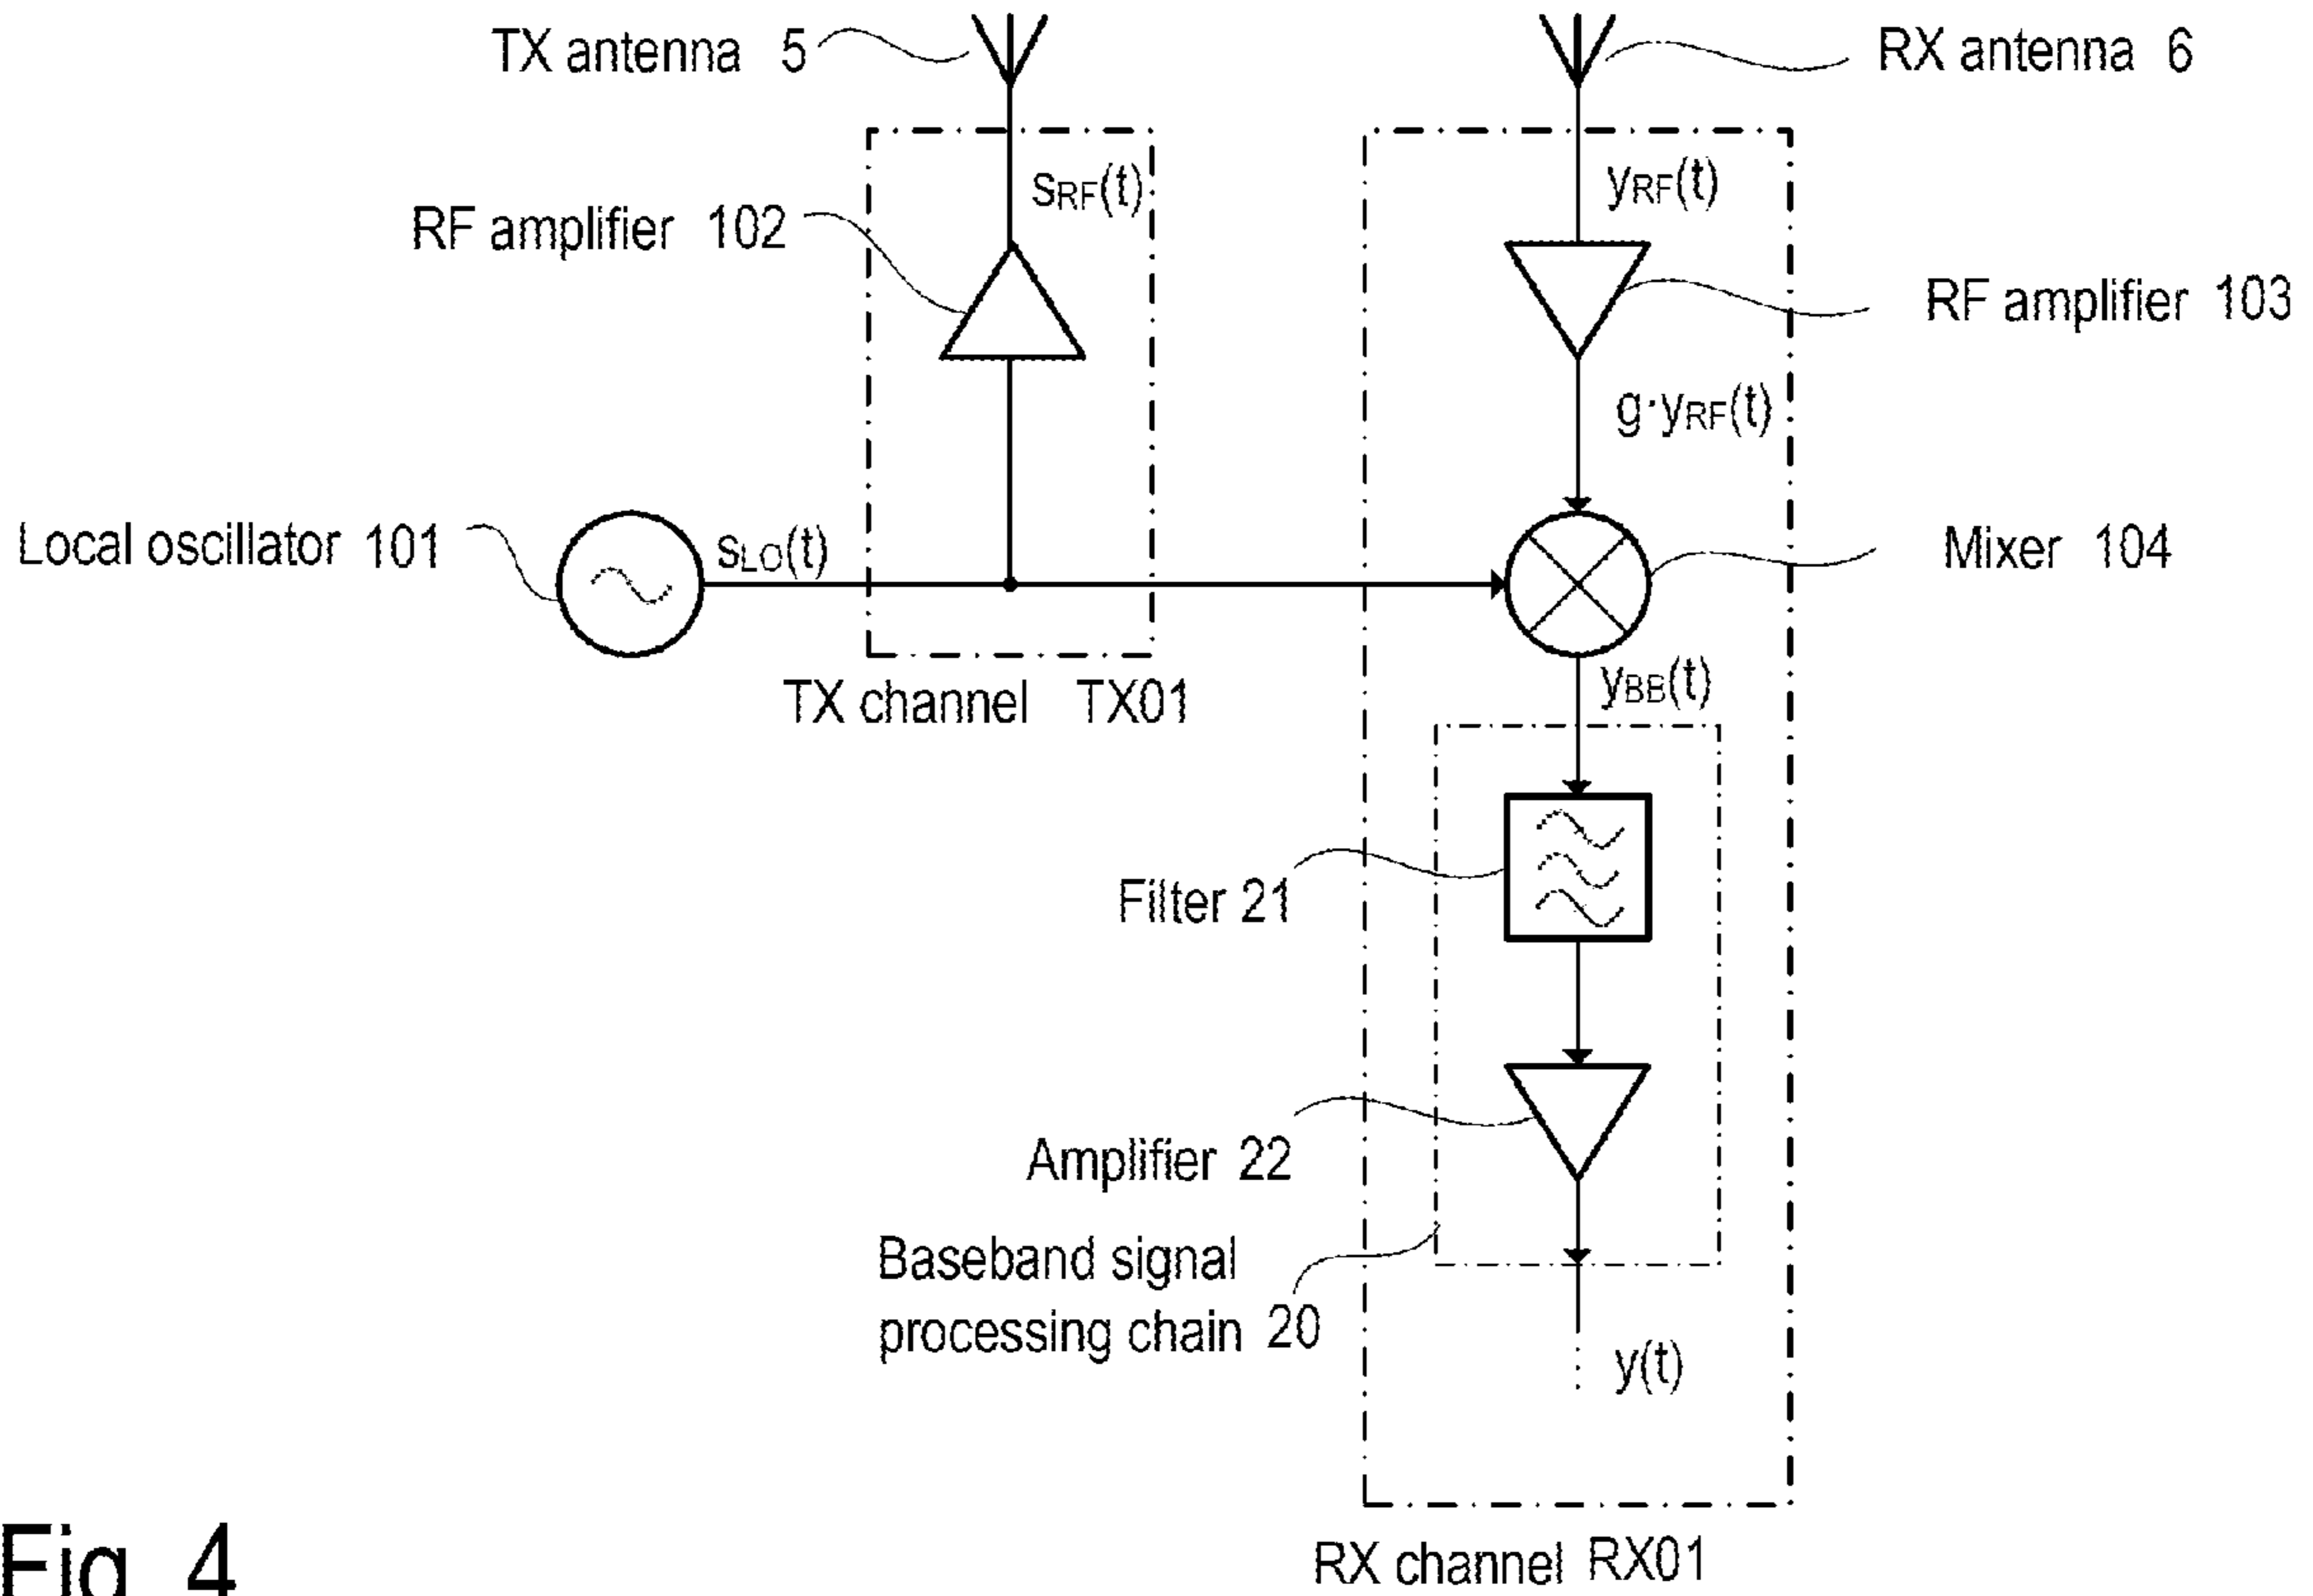 TX antenna 5
RX antenna 6
sRF(t)
yRF(t)
RF amplifier 102
RF amplifier 103
g·yRF(t)
Local oscillator 101
sLO(t)
Mixer 104
TX channel TX01
yBB(t)
Filter 21
Amplifier 22
Baseband signal
processing chain 20
y(t)
RX channel RX01
Fig 4